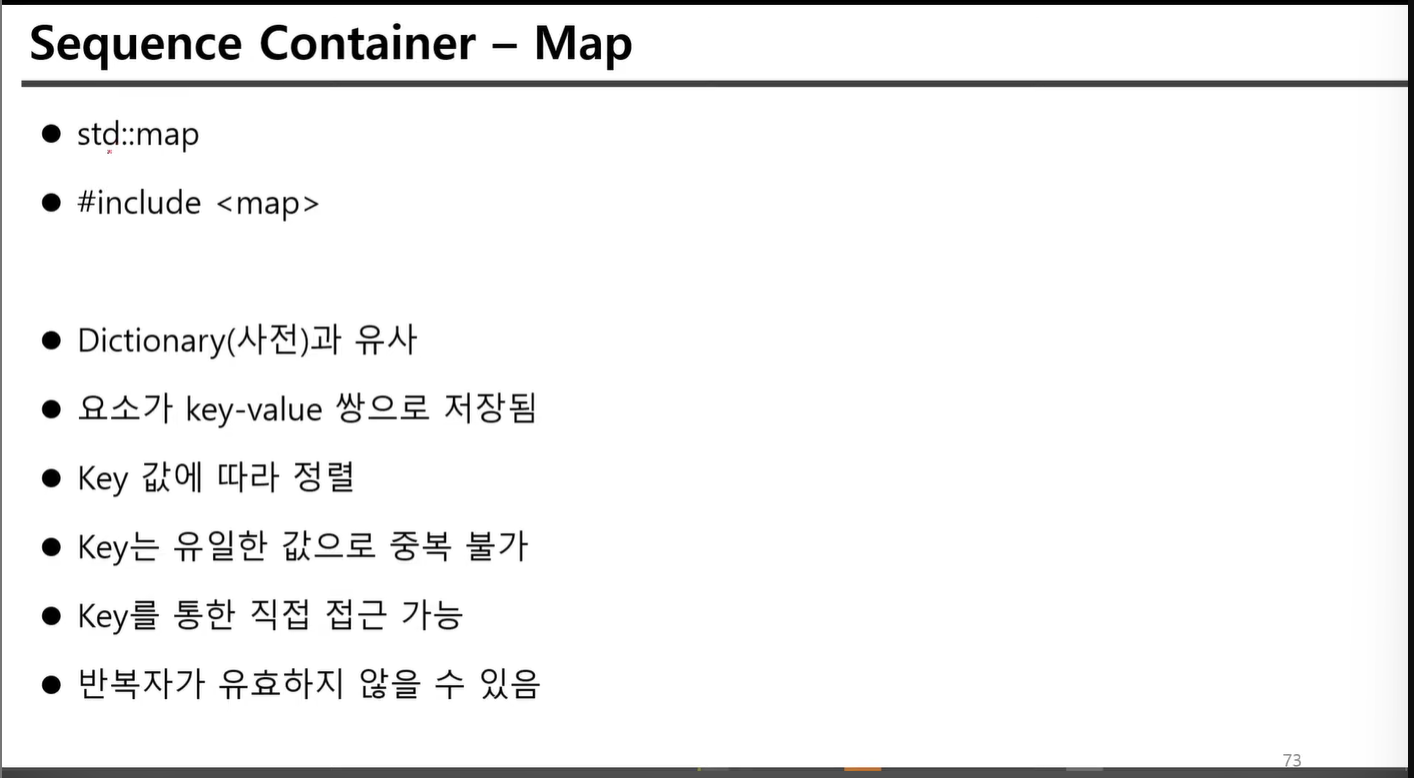 Sequence Container – Map
std::map
#include <map>
Dictionary(사전)과 유사
요소가 key-value 쌍으로 저장됨
Key 값에 따라 정렬
Key는 유일한 값으로 중복 불가
Key를 통한 직접 접근 가능
반복자가 유효하지 않을 수 있음
73